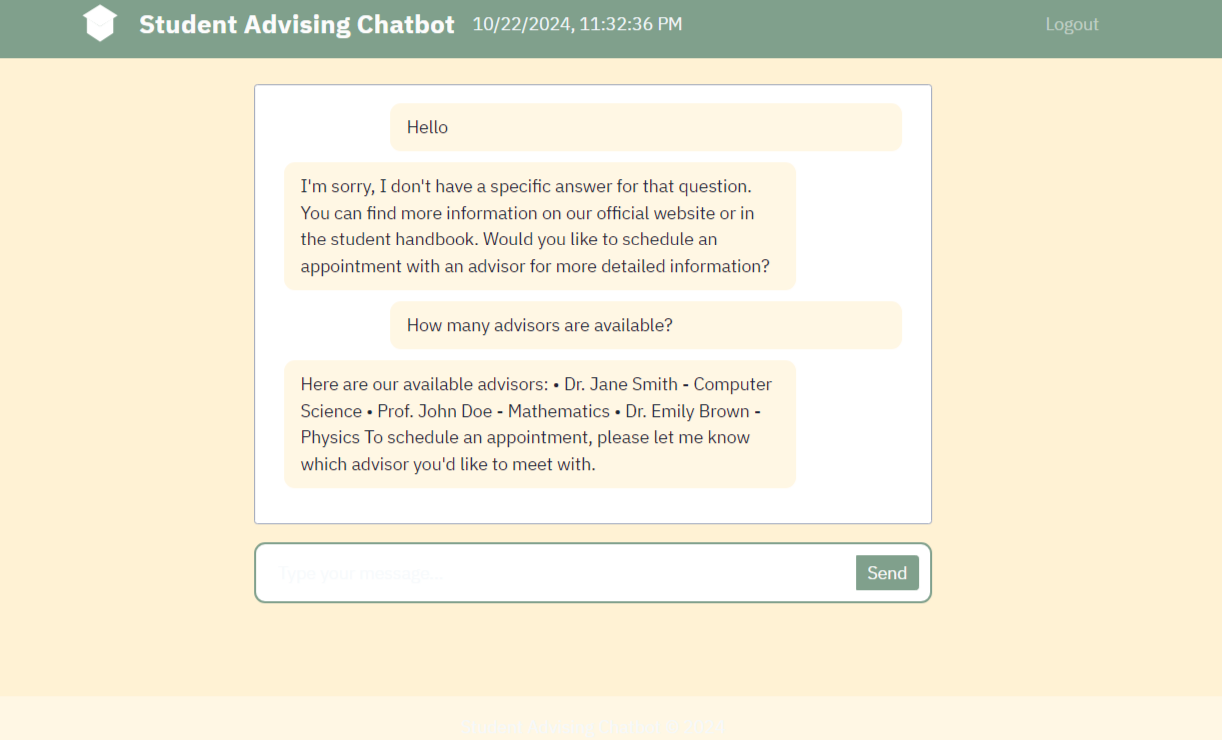 Student Advising Chatbot 10/22/2024, 11:32:36 PM Logout
Hello
I'm sorry, I don't have a specific answer for that question.
You can find more information on our official website or in
the student handbook. Would you like to schedule an
appointment with an advisor for more detailed information?
How many advisors are available?
Here are our available advisors: • Dr. Jane Smith - Computer
Science • Prof. John Doe - Mathematics • Dr. Emily Brown -
Physics To schedule an appointment, please let me know
which advisor you'd like to meet with.
Type your message...
Send
Student Advising Chatbot © 2024